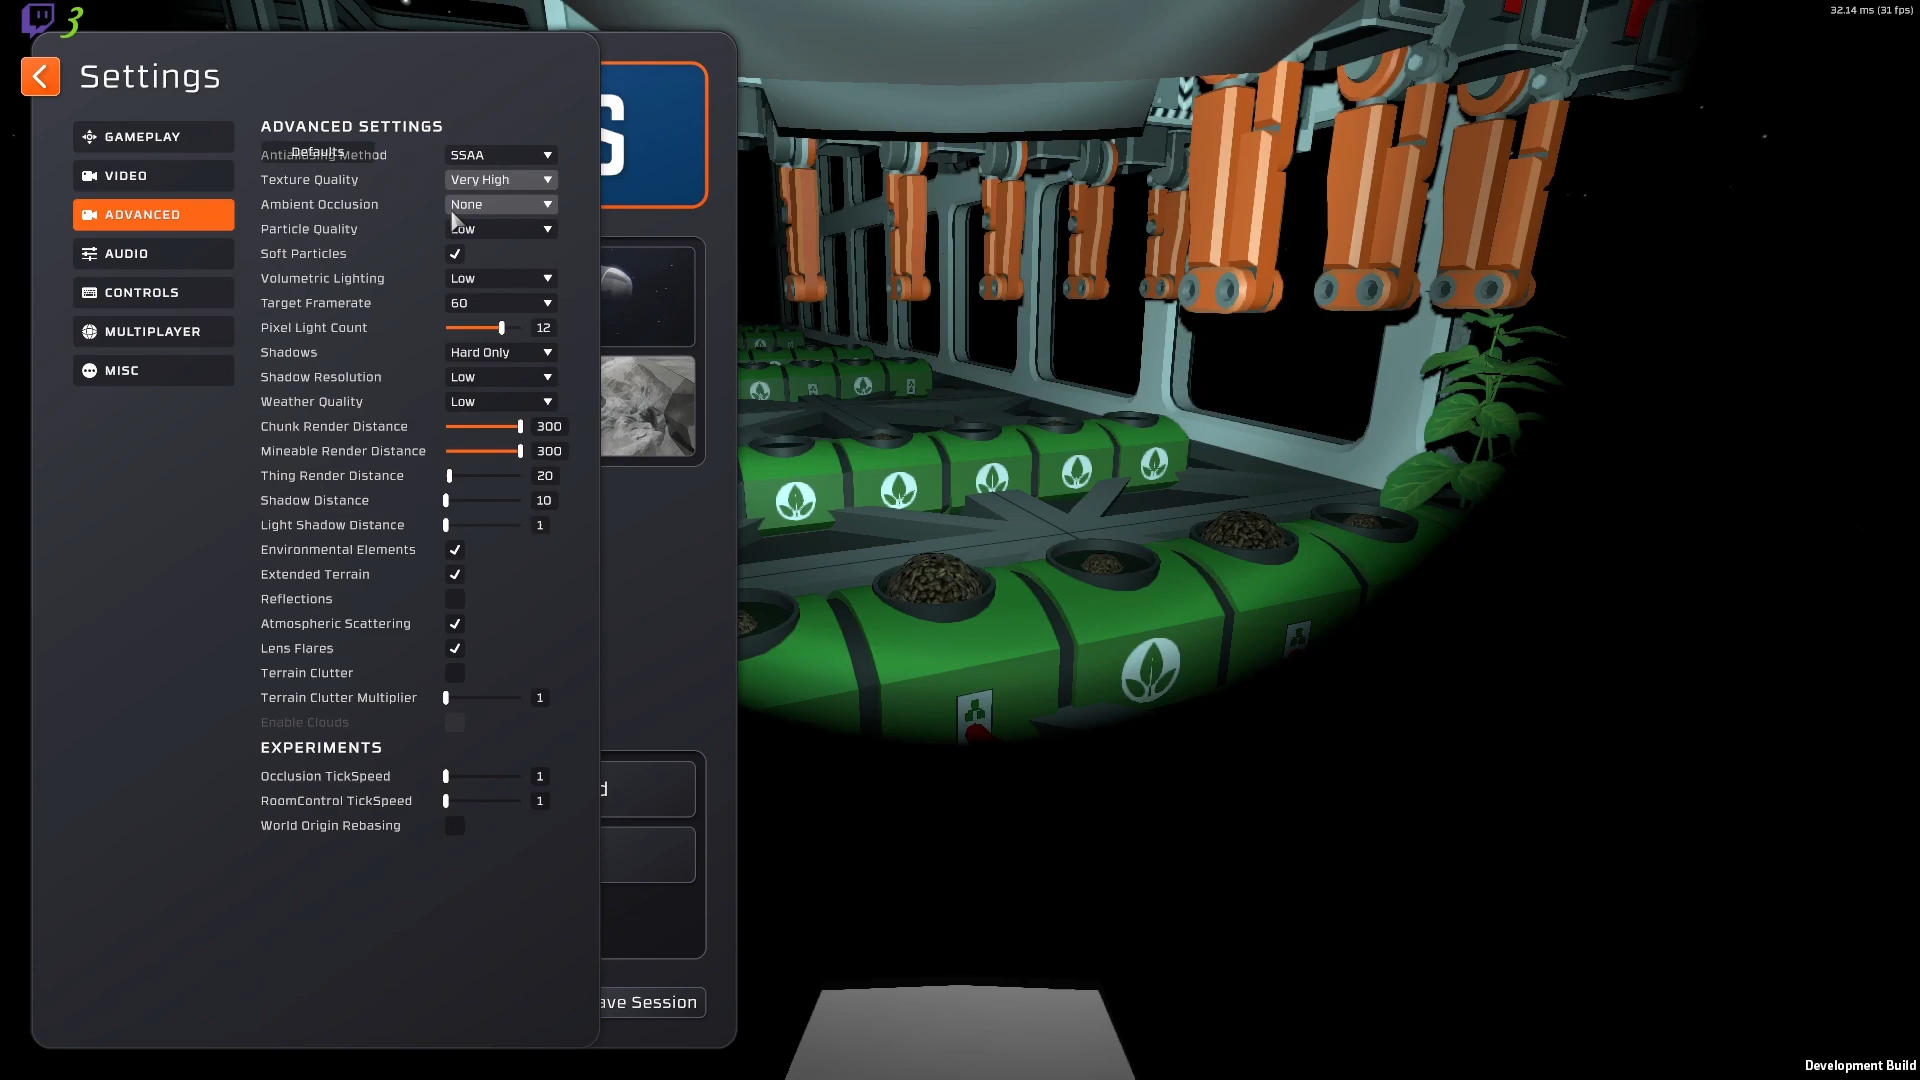 3
32.14 ms (31 fps)
Settings
GAMEPLAY
VIDEO
ADVANCED
AUDIO
CONTROLS
MULTIPLAYER
MISC
ADVANCED SETTINGS
Defaults
Antialiasing Method SSAA
Texture Quality Very High
Ambient Occlusion None
Particle Quality Low
Soft Particles
Volumetric Lighting Low
Target Framerate 60
Pixel Light Count 12
Shadows Hard Only
Shadow Resolution Low
Weather Quality Low
Chunk Render Distance 300
Mineable Render Distance 300
Thing Render Distance 20
Shadow Distance 10
Light Shadow Distance 1
Environmental Elements
Extended Terrain
Reflections
Atmospheric Scattering
Lens Flares
Terrain Clutter
Terrain Clutter Multiplier 1
Enable Clouds
EXPERIMENTS
Occlusion TickSpeed 1
RoomControl TickSpeed 1
World Origin Rebasing
S
d
ave Session
Development Build